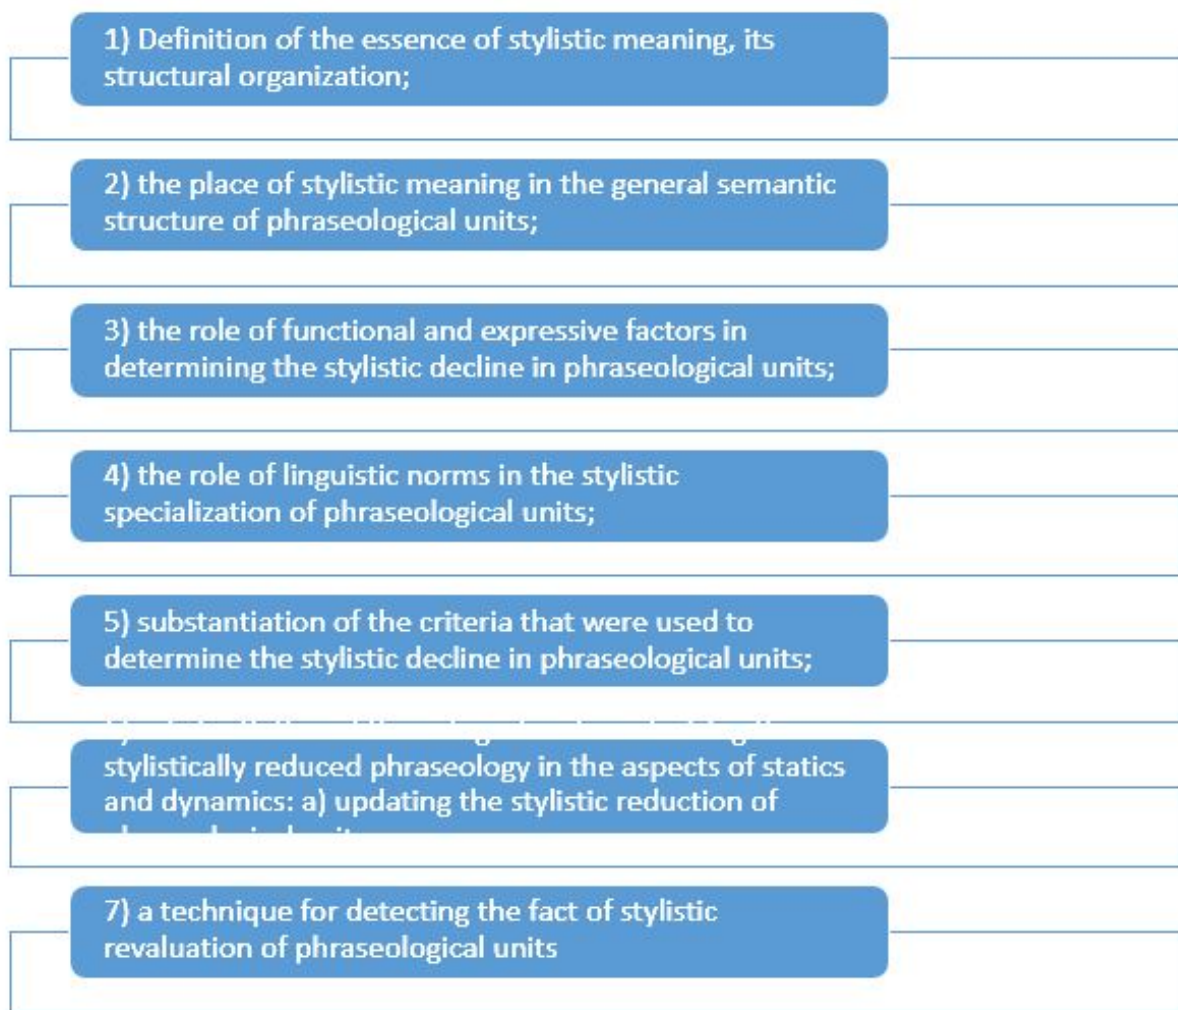 1) Definition of the essence of stylistic meaning, its
structural organization;
2) the place of stylistic meaning in the general semantic
structure of phraseological units;
3) the role of functional and expressive factors in
determining the stylistic decline in phraseological units;
4) the role of linguistic norms in the stylistic
specialization of phraseological units;
5) substantiation of the criteria that were used to
determine the stylistic decline in phraseological units;
stylistically reduced phraseology in the aspects of statics
and dynamics: a) updating the stylistic reduction of
7) a technique for detecting the fact of stylistic
revaluation of phraseological units